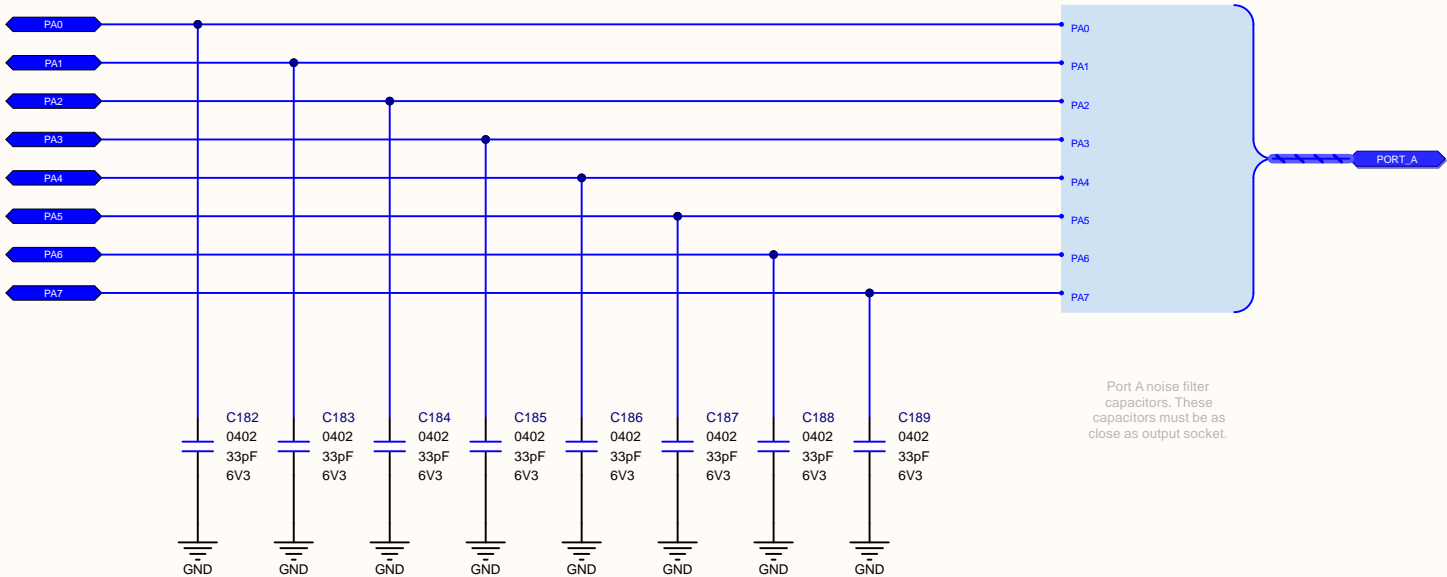 PA0
PA1
PA2
PA3
PA4
PA5
PA6
PA7
PA0
PA1
PA2
PA3
PA4
PA5
PA6
PA7
PORT_A
Port A noise filter
capacitors. These
capacitors must be as
close as output socket.
C182
0402
33pF
6V3
C183
0402
33pF
6V3
C184
0402
33pF
6V3
C185
0402
33pF
6V3
C186
0402
33pF
6V3
C187
0402
33pF
6V3
C188
0402
33pF
6V3
C189
0402
33pF
6V3
GND
GND
GND
GND
GND
GND
GND
GND